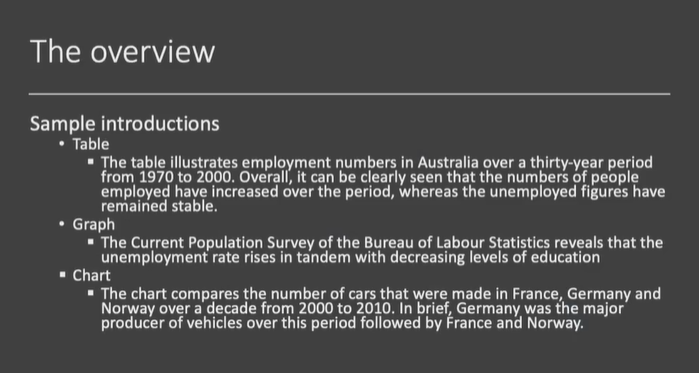 The overview
Sample introductions
• Table
▪ The table illustrates employment numbers in Australia over a thirty-year period
from 1970 to 2000. Overall, it can be clearly seen that the numbers of people
employed have increased over the period, whereas the unemployed figures have
remained stable.
• Graph
▪ The Current Population Survey of the Bureau of Labour Statistics reveals that the
unemployment rate rises in tandem with decreasing levels of education
▪ Chart
▪ The chart compares the number of cars that were made in France, Germany and
Norway over a decade from 2000 to 2010. In brief, Germany was the major
producer of vehicles over this period followed by France and Norway.